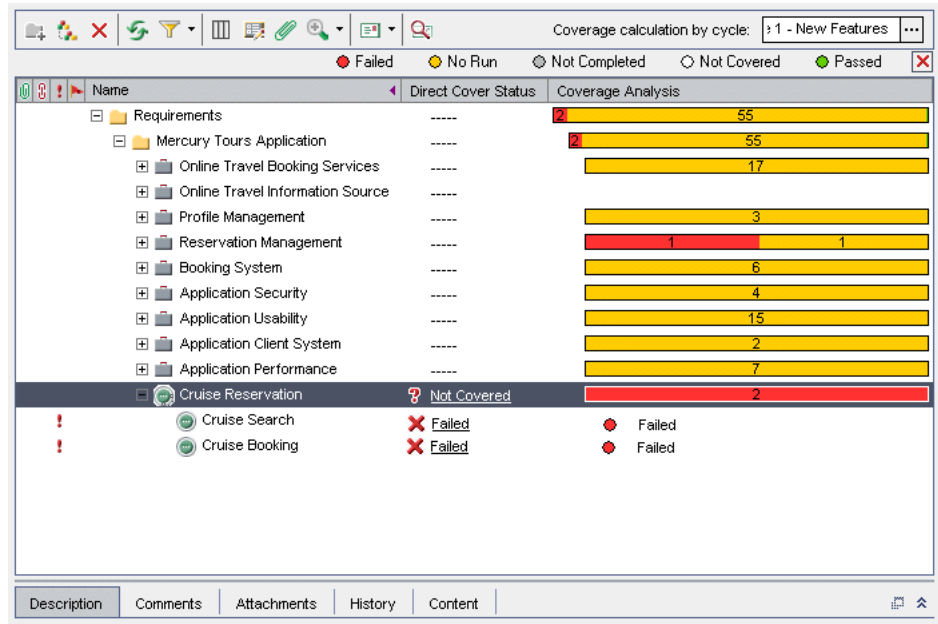 Coverage calculation by cycle: 1 - New Features ...
Failed No Run Not Completed Not Covered Passed
Name Direct Cover Status Coverage Analysis
Requirements ----- 2 55
Mercury Tours Application ----- 2 55
Online Travel Booking Services ----- 17
Online Travel Information Source -----
Profile Management ----- 3
Reservation Management ----- 1 1
Booking System ----- 6
Application Security ----- 4
Application Usability ----- 15
Application Client System ----- 2
Application Performance ----- 7
Cruise Reservation ? Not Covered 2
! Cruise Search Failed Failed
! Cruise Booking Failed Failed
Description Comments Attachments History Content